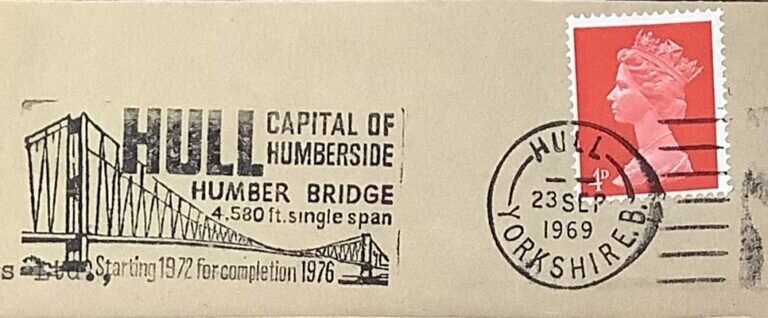 HULL CAPITAL OF
HUMBERSIDE
HUMBER BRIDGE
4,580 ft. single span
Starting 1972 for completion 1976
s Ltd.,
HULL
23 SEP
1969
YORKSHIRE.B.
4D